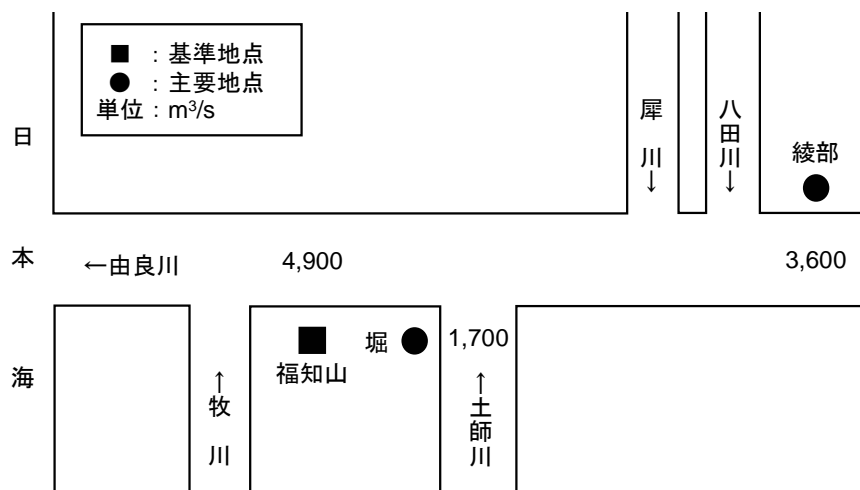 ■ : 基準地点
● : 主要地点
単位 : m³/s
日
本
海
犀川↓
八田川↓
綾部
←由良川
4,900
3,600
福知山
堀
1,700
↑牧川
↑土師川